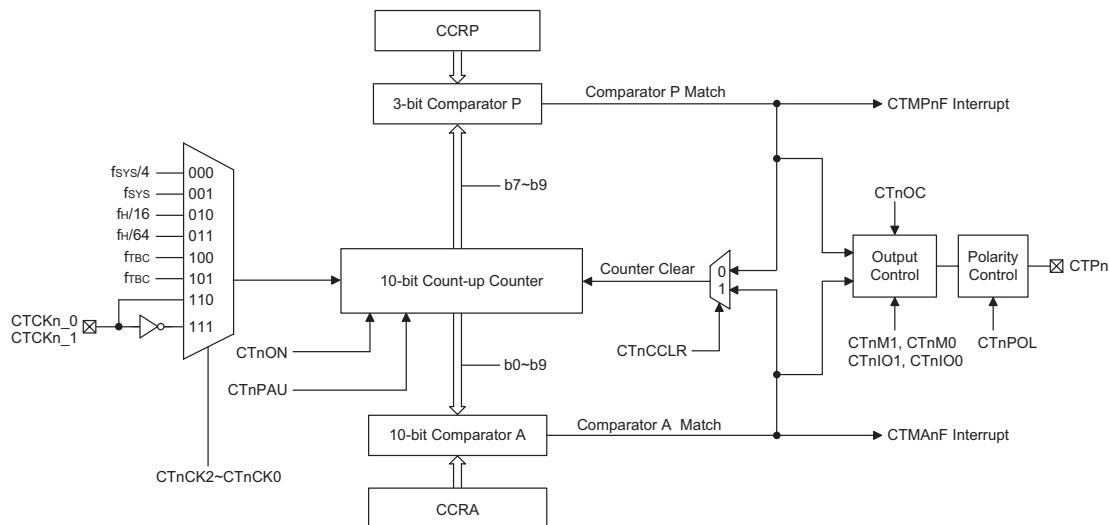 CCRP
3-bit Comparator P
Comparator P Match
CTMPnF Interrupt
b7~b9
fSYS/4
000
fSYS
001
fH/16
010
fH/64
011
fTBC
100
fTBC
101
110
111
CTCKn_0
CTCKn_1
10-bit Count-up Counter
Counter Clear
0
1
CTnOC
Output
Control
Polarity
Control
CTPn
CTnON
CTnPAU
CTnCCLR
CTnM1, CTnM0
CTnIO1, CTnIO0
CTnPOL
b0~b9
10-bit Comparator A
Comparator A Match
CTMAnF Interrupt
CTnCK2~CTnCK0
CCRA